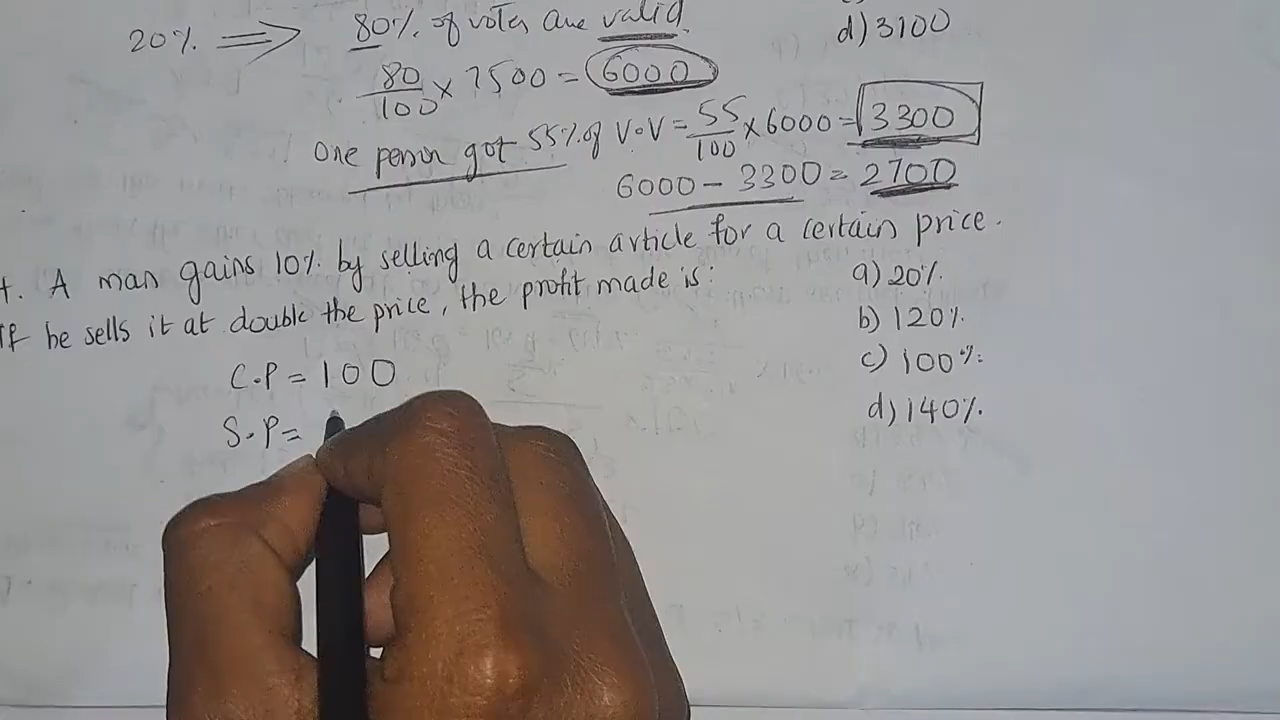 20% ⟹ 80% of votes are valid.
d) 3100
80/100 × 7500 = 6000
One person got 55% of V.V = 55/100 × 6000 = 3300
6000 - 3300 = 2700
4. A man gains 10% by selling a certain article for a certain price.
If he sells it at double the price, the profit made is:
a) 20%.
b) 120%.
c) 100%.
d) 140%.
C.P = 100
S.P =